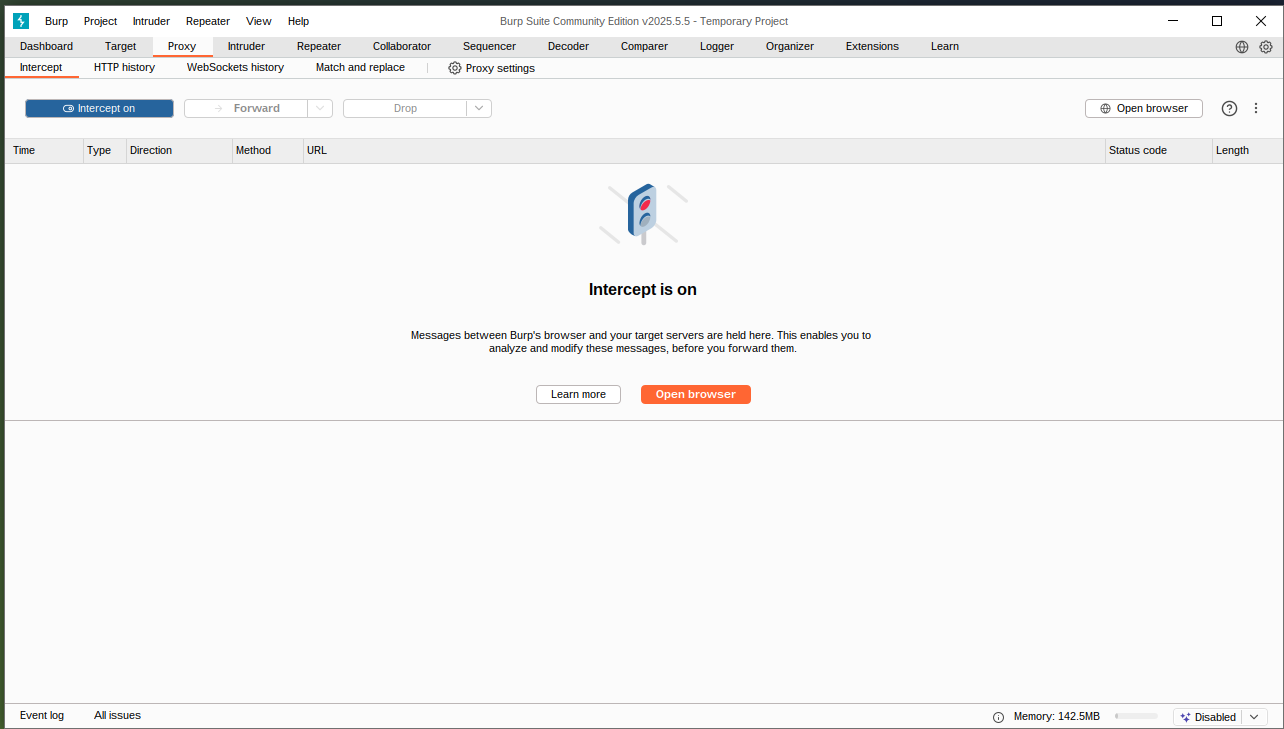 Burp Project Intruder Repeater View Help Burp Suite Community Edition v2025.5.5 - Temporary Project
Dashboard Target Proxy Intruder Repeater Collaborator Sequencer Decoder Comparer Logger Organizer Extensions Learn
Intercept HTTP history WebSockets history Match and replace Proxy settings
Intercept on Forward Drop Open browser
Time Type Direction Method URL Status code Length
Intercept is on
Messages between Burp's browser and your target servers are held here. This enables you to
analyze and modify these messages, before you forward them.
Learn more Open browser
Event log All issues Memory: 142.5MB Disabled